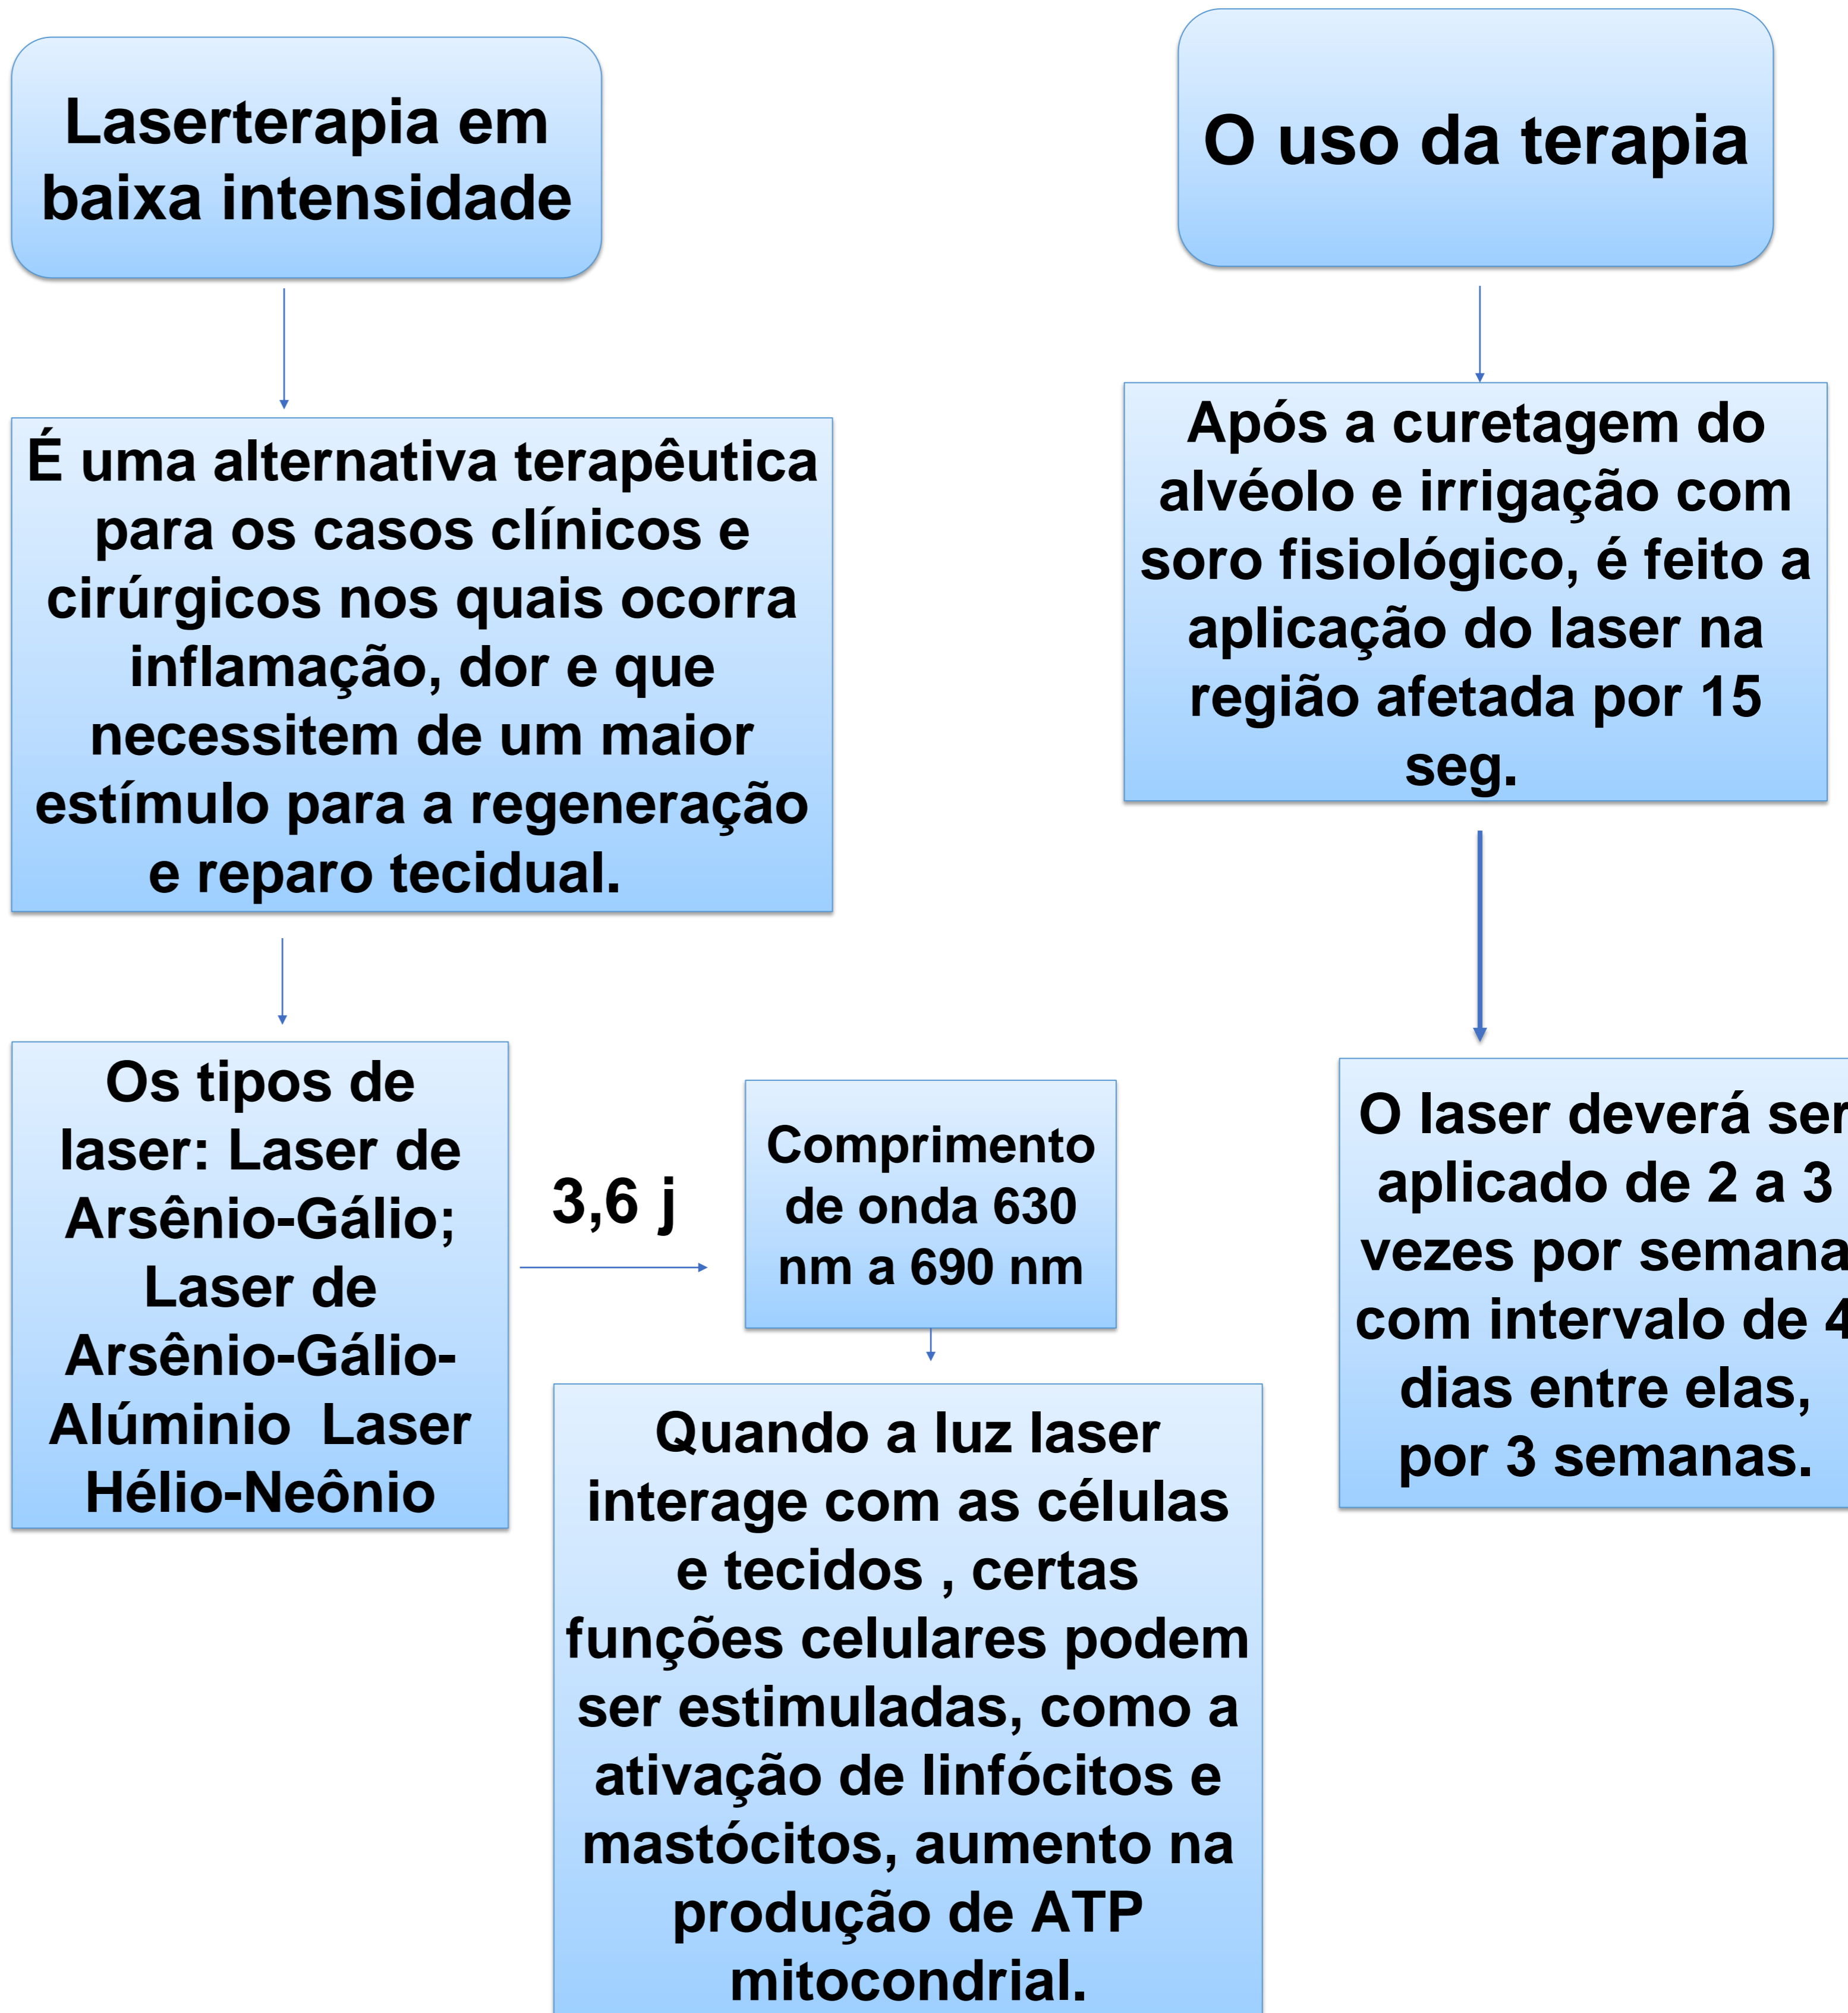 Laserterapia em
baixa intensidade
É uma alternativa terapêutica
para os casos clínicos e
cirúrgicos nos quais ocorra
inflamação, dor e que
necessitem de um maior
estímulo para a regeneração
e reparo tecidual.
Os tipos de
laser: Laser de
Arsênio-Gálio;
Laser de
Arsênio-Gálio-
Alúminio  Laser
Hélio-Neônio
3,6 j
Comprimento
de onda 630
nm a 690 nm
Quando a luz laser
interage com as células
e tecidos , certas
funções celulares podem
ser estimuladas, como a
ativação de linfócitos e
mastócitos, aumento na
produção de ATP
mitocondrial.
O uso da terapia
Após a curetagem do
alvéolo e irrigação com
soro fisiológico, é feito a
aplicação do laser na
região afetada por 15
seg.
O laser deverá ser
aplicado de 2 a 3
vezes por semana
com intervalo de 4
dias entre elas,
por 3 semanas.